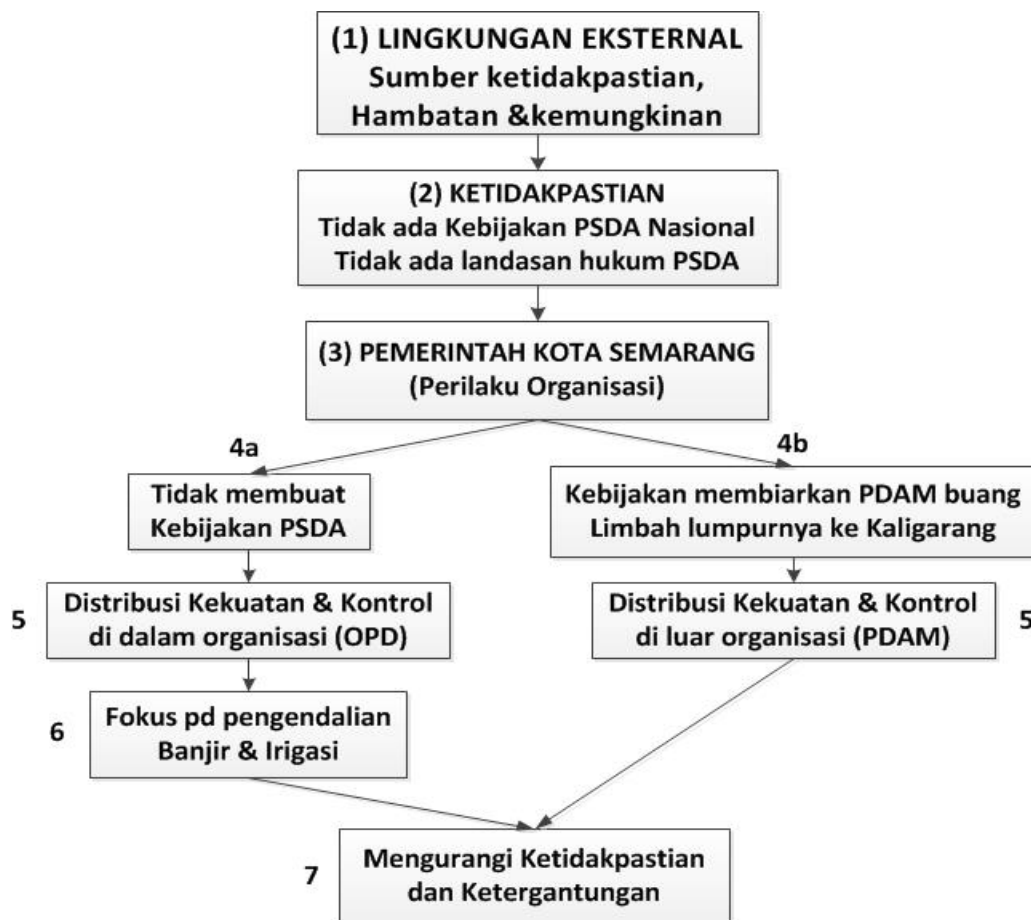 (1) LINGKUNGAN EKSTERNAL
Sumber ketidakpastian,
Hambatan &kemungkinan
(2) KETIDAKPASTIAN
Tidak ada Kebijakan PSDA Nasional
Tidak ada landasan hukum PSDA
(3) PEMERINTAH KOTA SEMARANG
(Perilaku Organisasi)
4a
4b
Tidak membuat
Kebijakan PSDA
Kebijakan membiarkan PDAM buang
Limbah lumpurnya ke Kaligarang
5
Distribusi Kekuatan & Kontrol
di dalam organisasi (OPD)
Distribusi Kekuatan & Kontrol
di luar organisasi (PDAM)
5
6
Fokus pd pengendalian
Banjir & Irigasi
7
Mengurangi Ketidakpastian
dan Ketergantungan